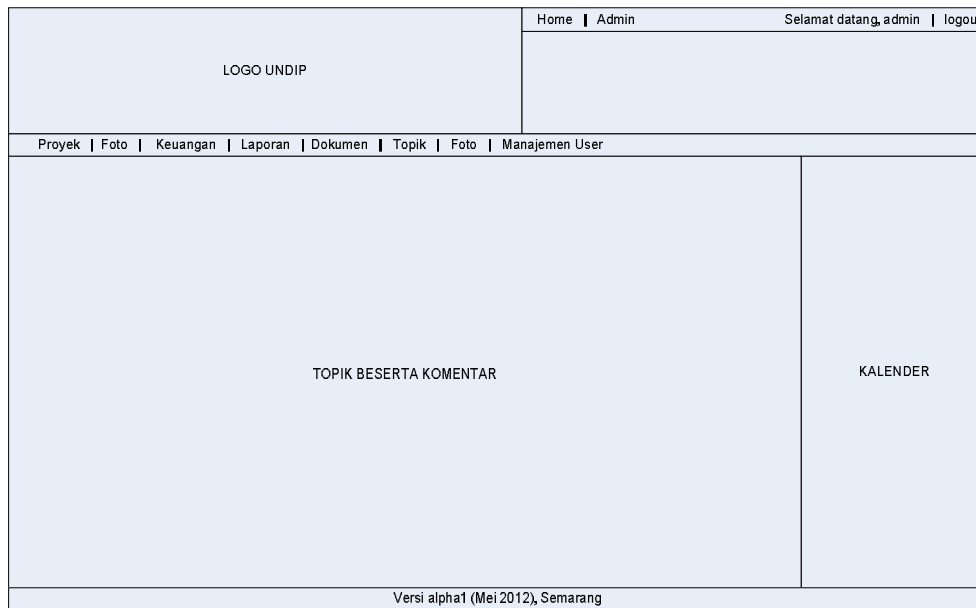 Home | Admin Selamat datang, admin | logou
LOGO UNDIP
Proyek | Foto | Keuangan | Laporan | Dokumen | Topik | Foto | Manajemen User
TOPIK BESERTA KOMENTAR
KALENDER
Versi alpha1 (Mei 2012), Semarang